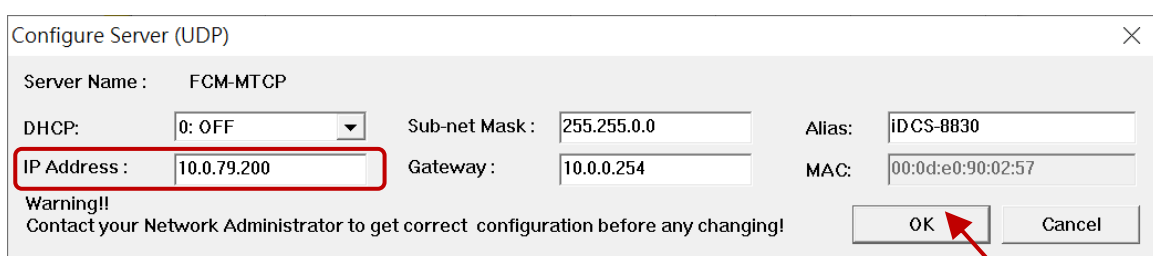 Configure Server (UDP)
Server Name : FCM-MTCP
DHCP: 0: OFF Sub-net Mask : 255.255.0.0 Alias: iDCS-8830
IP Address : 10.0.79.200 Gateway : 10.0.0.254 MAC: 00:0d:e0:90:02:57
Warning!!
Contact your Network Administrator to get correct configuration before any changing!
OK Cancel